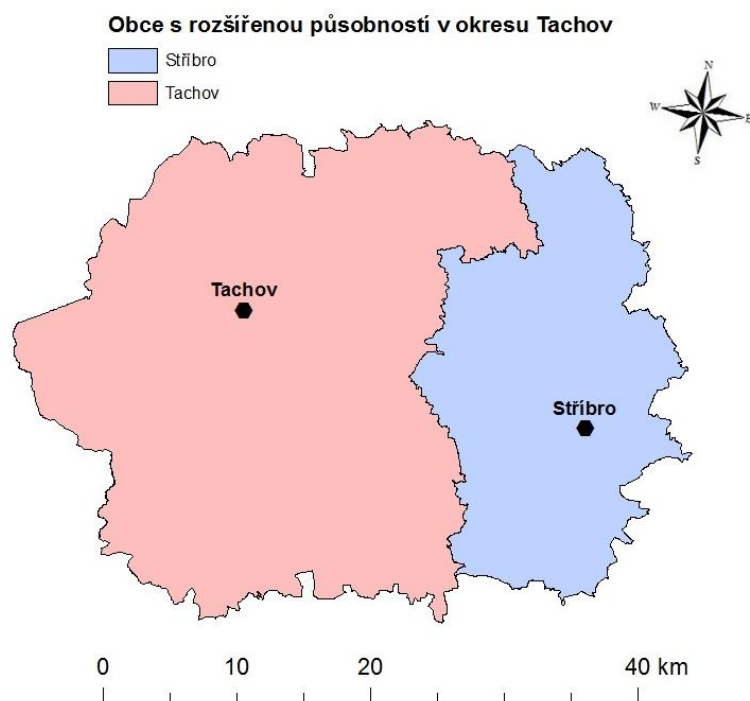 Obce s rozšířenou působností v okresu Tachov
Stříbro
Tachov
N
W
E
S
Tachov
Stříbro
0 10 20 40 km